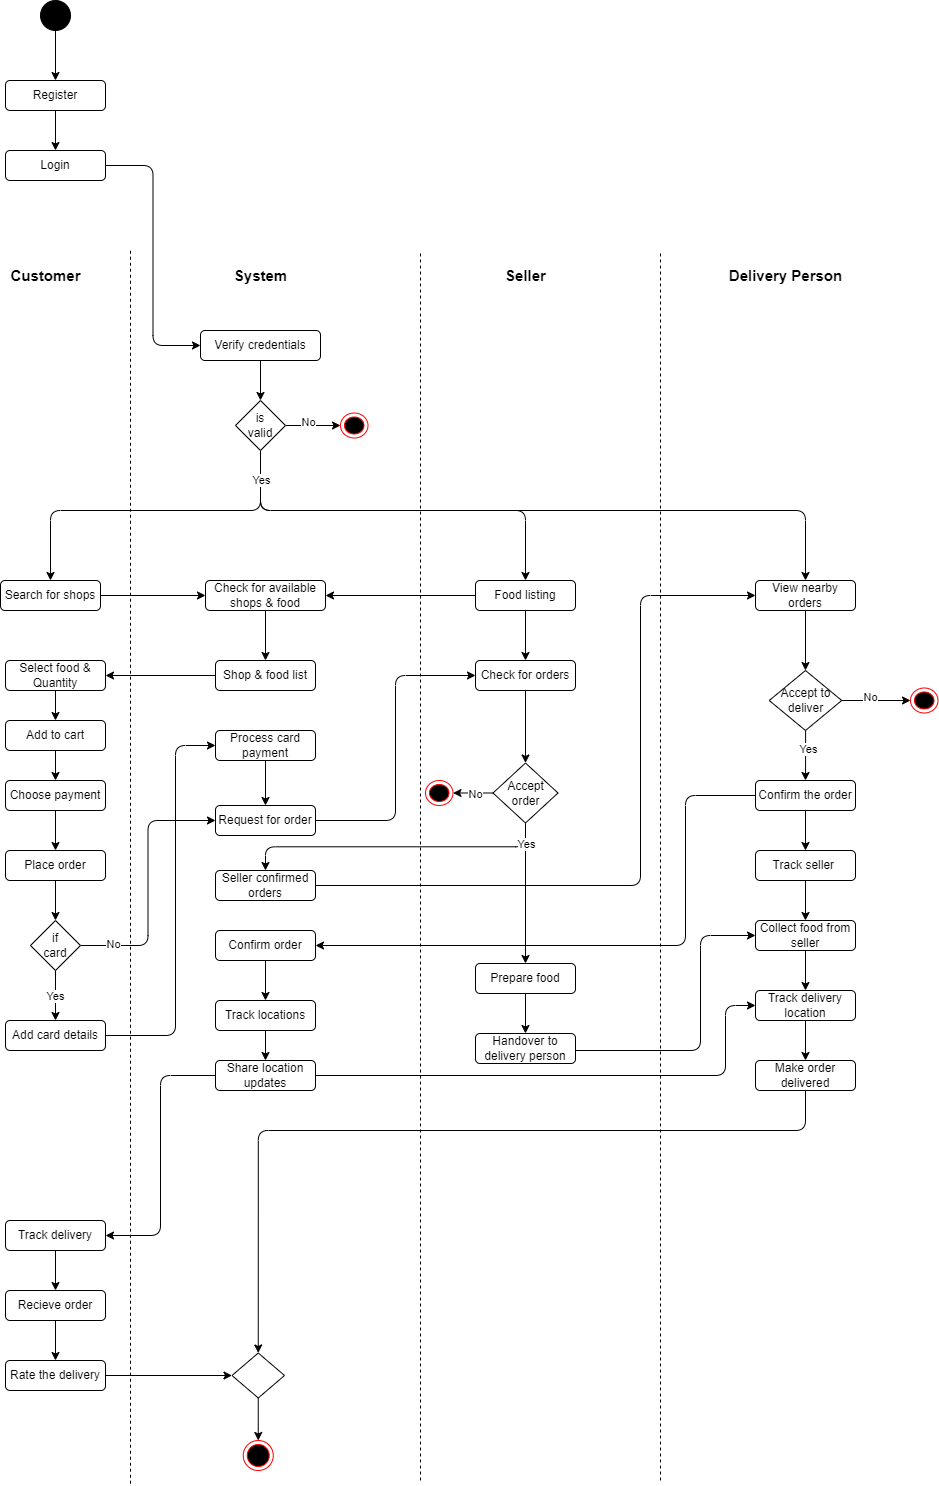 Register
Login
Customer
System
Seller
Delivery Person
Verify credentials
is
valid
No
Yes
Search for shops
Check for available
shops & food
Food listing
View nearby
orders
Select food &
Quantity
Shop & food list
Check for orders
Accept to
deliver
No
Yes
Add to cart
Process card
payment
Choose payment
Request for order
Accept
order
No
Yes
Confirm the order
Place order
Seller confirmed
orders
Track seller
if
card
No
Yes
Confirm order
Collect food from
seller
Prepare food
Add card details
Track locations
Track delivery
location
Handover to
delivery person
Share location
updates
Make order
delivered
Track delivery
Recieve order
Rate the delivery